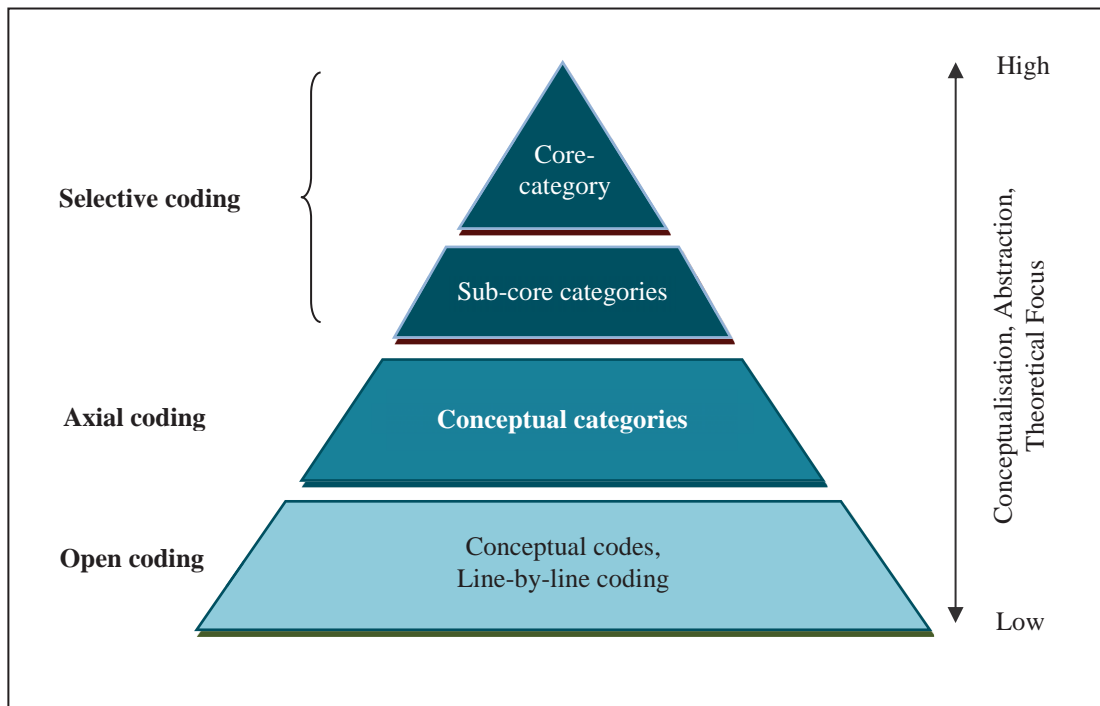 High
Core-
category
Selective coding
Sub-core categories
Axial coding
Conceptual categories
Open coding
Conceptual codes,
Line-by-line coding
Conceptualisation, Abstraction,
Theoretical Focus
Low